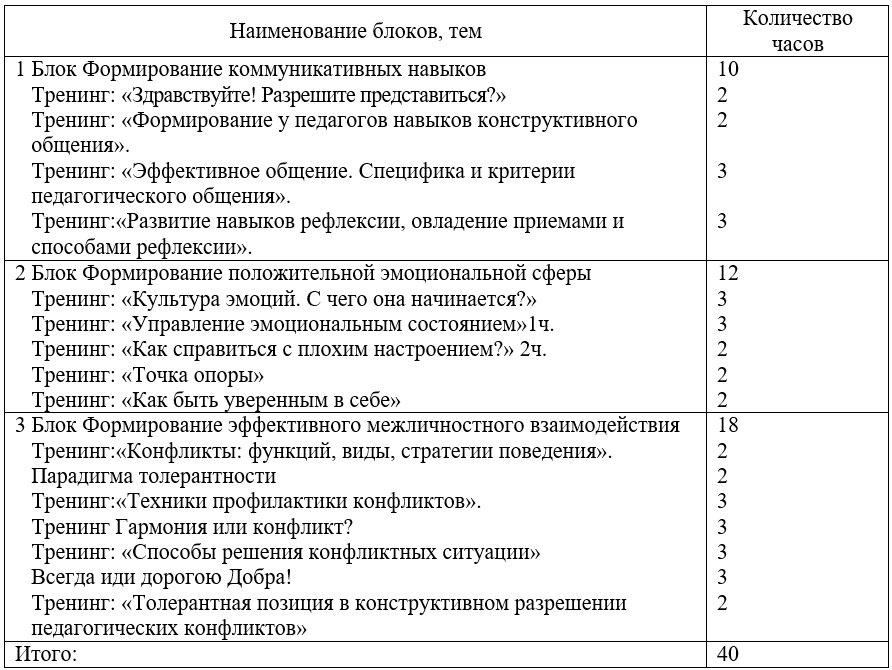 Наименование блоков, тем
Количество
часов
1 Блок Формирование коммуникативных навыков 10
Тренинг: «Здравствуйте! Разрешите представиться?» 2
Тренинг: «Формирование у педагогов навыков конструктивного 2
общения».
Тренинг: «Эффективное общение. Специфика и критерии 3
педагогического общения».
Тренинг:«Развитие навыков рефлексии, овладение приемами и 3
способами рефлексии».
2 Блок Формирование положительной эмоциональной сферы 12
Тренинг: «Культура эмоций. С чего она начинается?» 3
Тренинг: «Управление эмоциональным состоянием»1ч. 3
Тренинг: «Как справиться с плохим настроением?» 2ч. 2
Тренинг: «Точка опоры» 2
Тренинг: «Как быть уверенным в себе» 2
3 Блок Формирование эффективного межличностного взаимодействия 18
Тренинг:«Конфликты: функций, виды, стратегии поведения». 2
Парадигма толерантности 2
Тренинг:«Техники профилактики конфликтов». 3
Тренинг Гармония или конфликт? 3
Тренинг: «Способы решения конфликтных ситуации» 3
Всегда иди дорогою Добра! 3
Тренинг: «Толерантная позиция в конструктивном разрешении 2
педагогических конфликтов»
Итого: 40